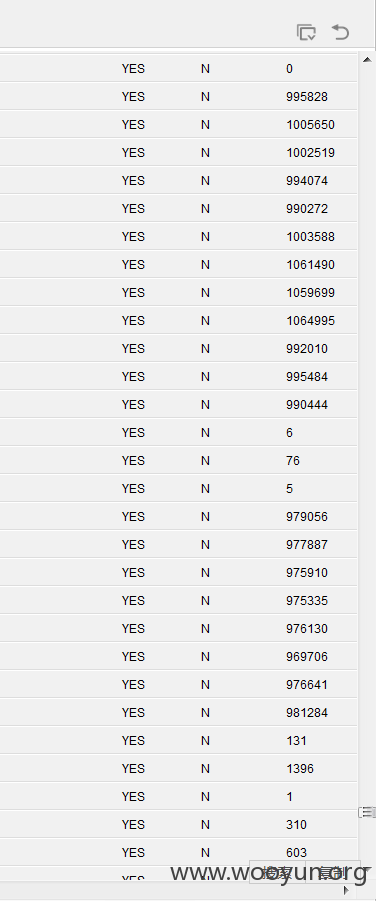 YES N 0
YES N 995828
YES N 1005650
YES N 1002519
YES N 994074
YES N 990272
YES N 1003588
YES N 1061490
YES N 1059699
YES N 1064995
YES N 992010
YES N 995484
YES N 990444
YES N 6
YES N 76
YES N 5
YES N 979056
YES N 977887
YES N 975910
YES N 975335
YES N 976130
YES N 969706
YES N 976641
YES N 981284
YES N 131
YES N 1396
YES N 1
YES N 310
YES N 603
www.wooyun.org
YES N